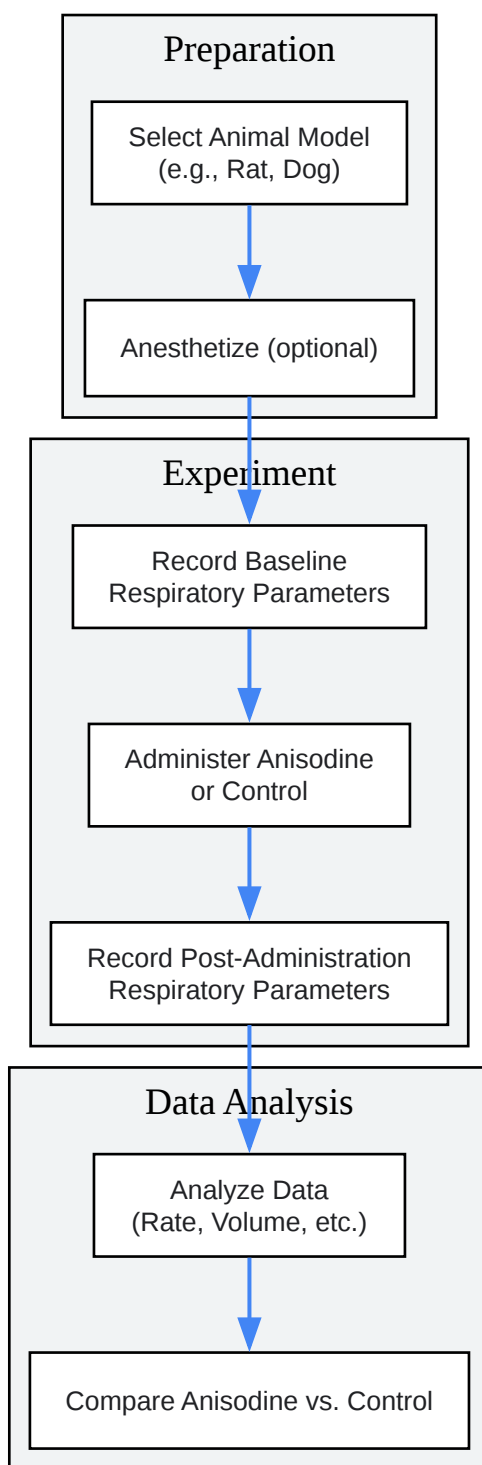 Preparation
Select Animal Model
(e.g., Rat, Dog)
Anesthetize (optional)
Experiment
Record Baseline
Respiratory Parameters
Administer Anisodine
or Control
Record Post-Administration
Respiratory Parameters
Data Analysis
Analyze Data
(Rate, Volume, etc.)
Compare Anisodine vs. Control